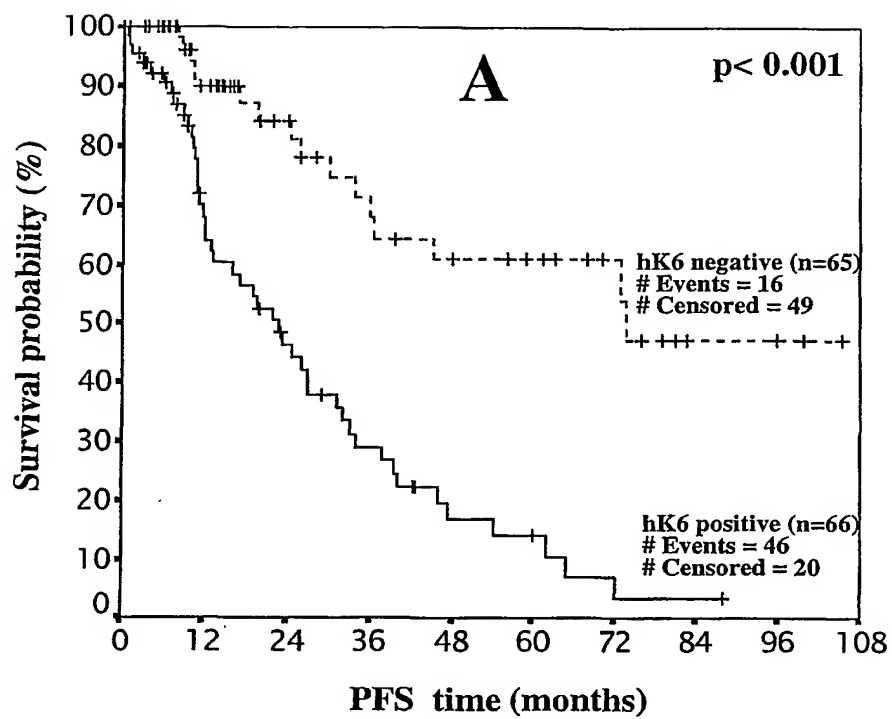 A
p< 0.001
Survival probability (%)
100
90
80
70
60
50
40
30
20
10
0
hK6 negative (n=65)
# Events = 16
# Censored = 49
hK6 positive (n=66)
# Events = 46
# Censored = 20
0 12 24 36 48 60 72 84 96 108
PFS time (months)